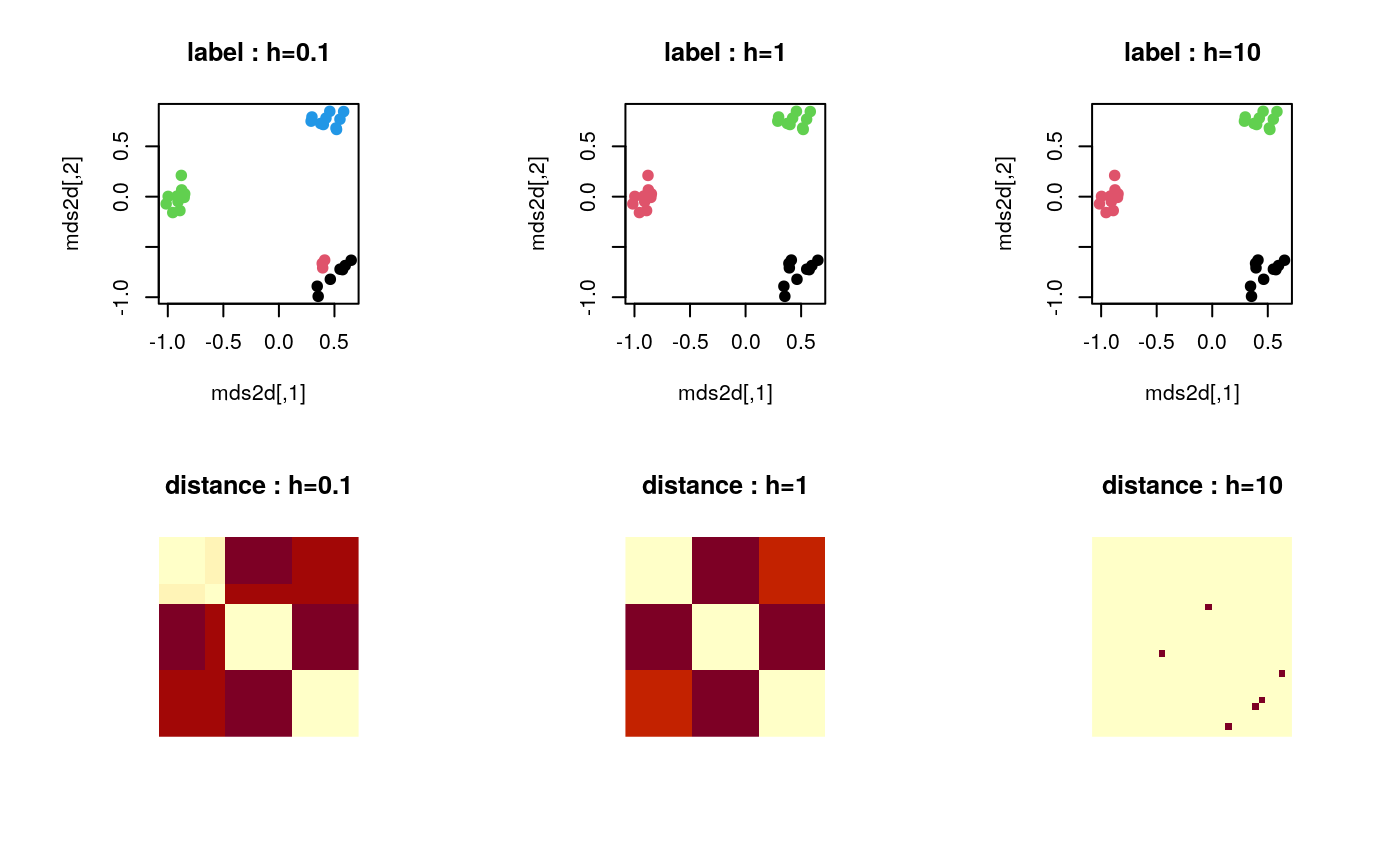 label : h=0.1
label : h=1
label : h=10
mds2d[,2]
0.5
0.0
-1.0
-1.0 -0.5 0.0 0.5
mds2d[,1]
mds2d[,2]
0.5
0.0
-1.0
-1.0 -0.5 0.0 0.5
mds2d[,1]
mds2d[,2]
0.5
0.0
-1.0
-1.0 -0.5 0.0 0.5
mds2d[,1]
distance : h=0.1
distance : h=1
distance : h=10